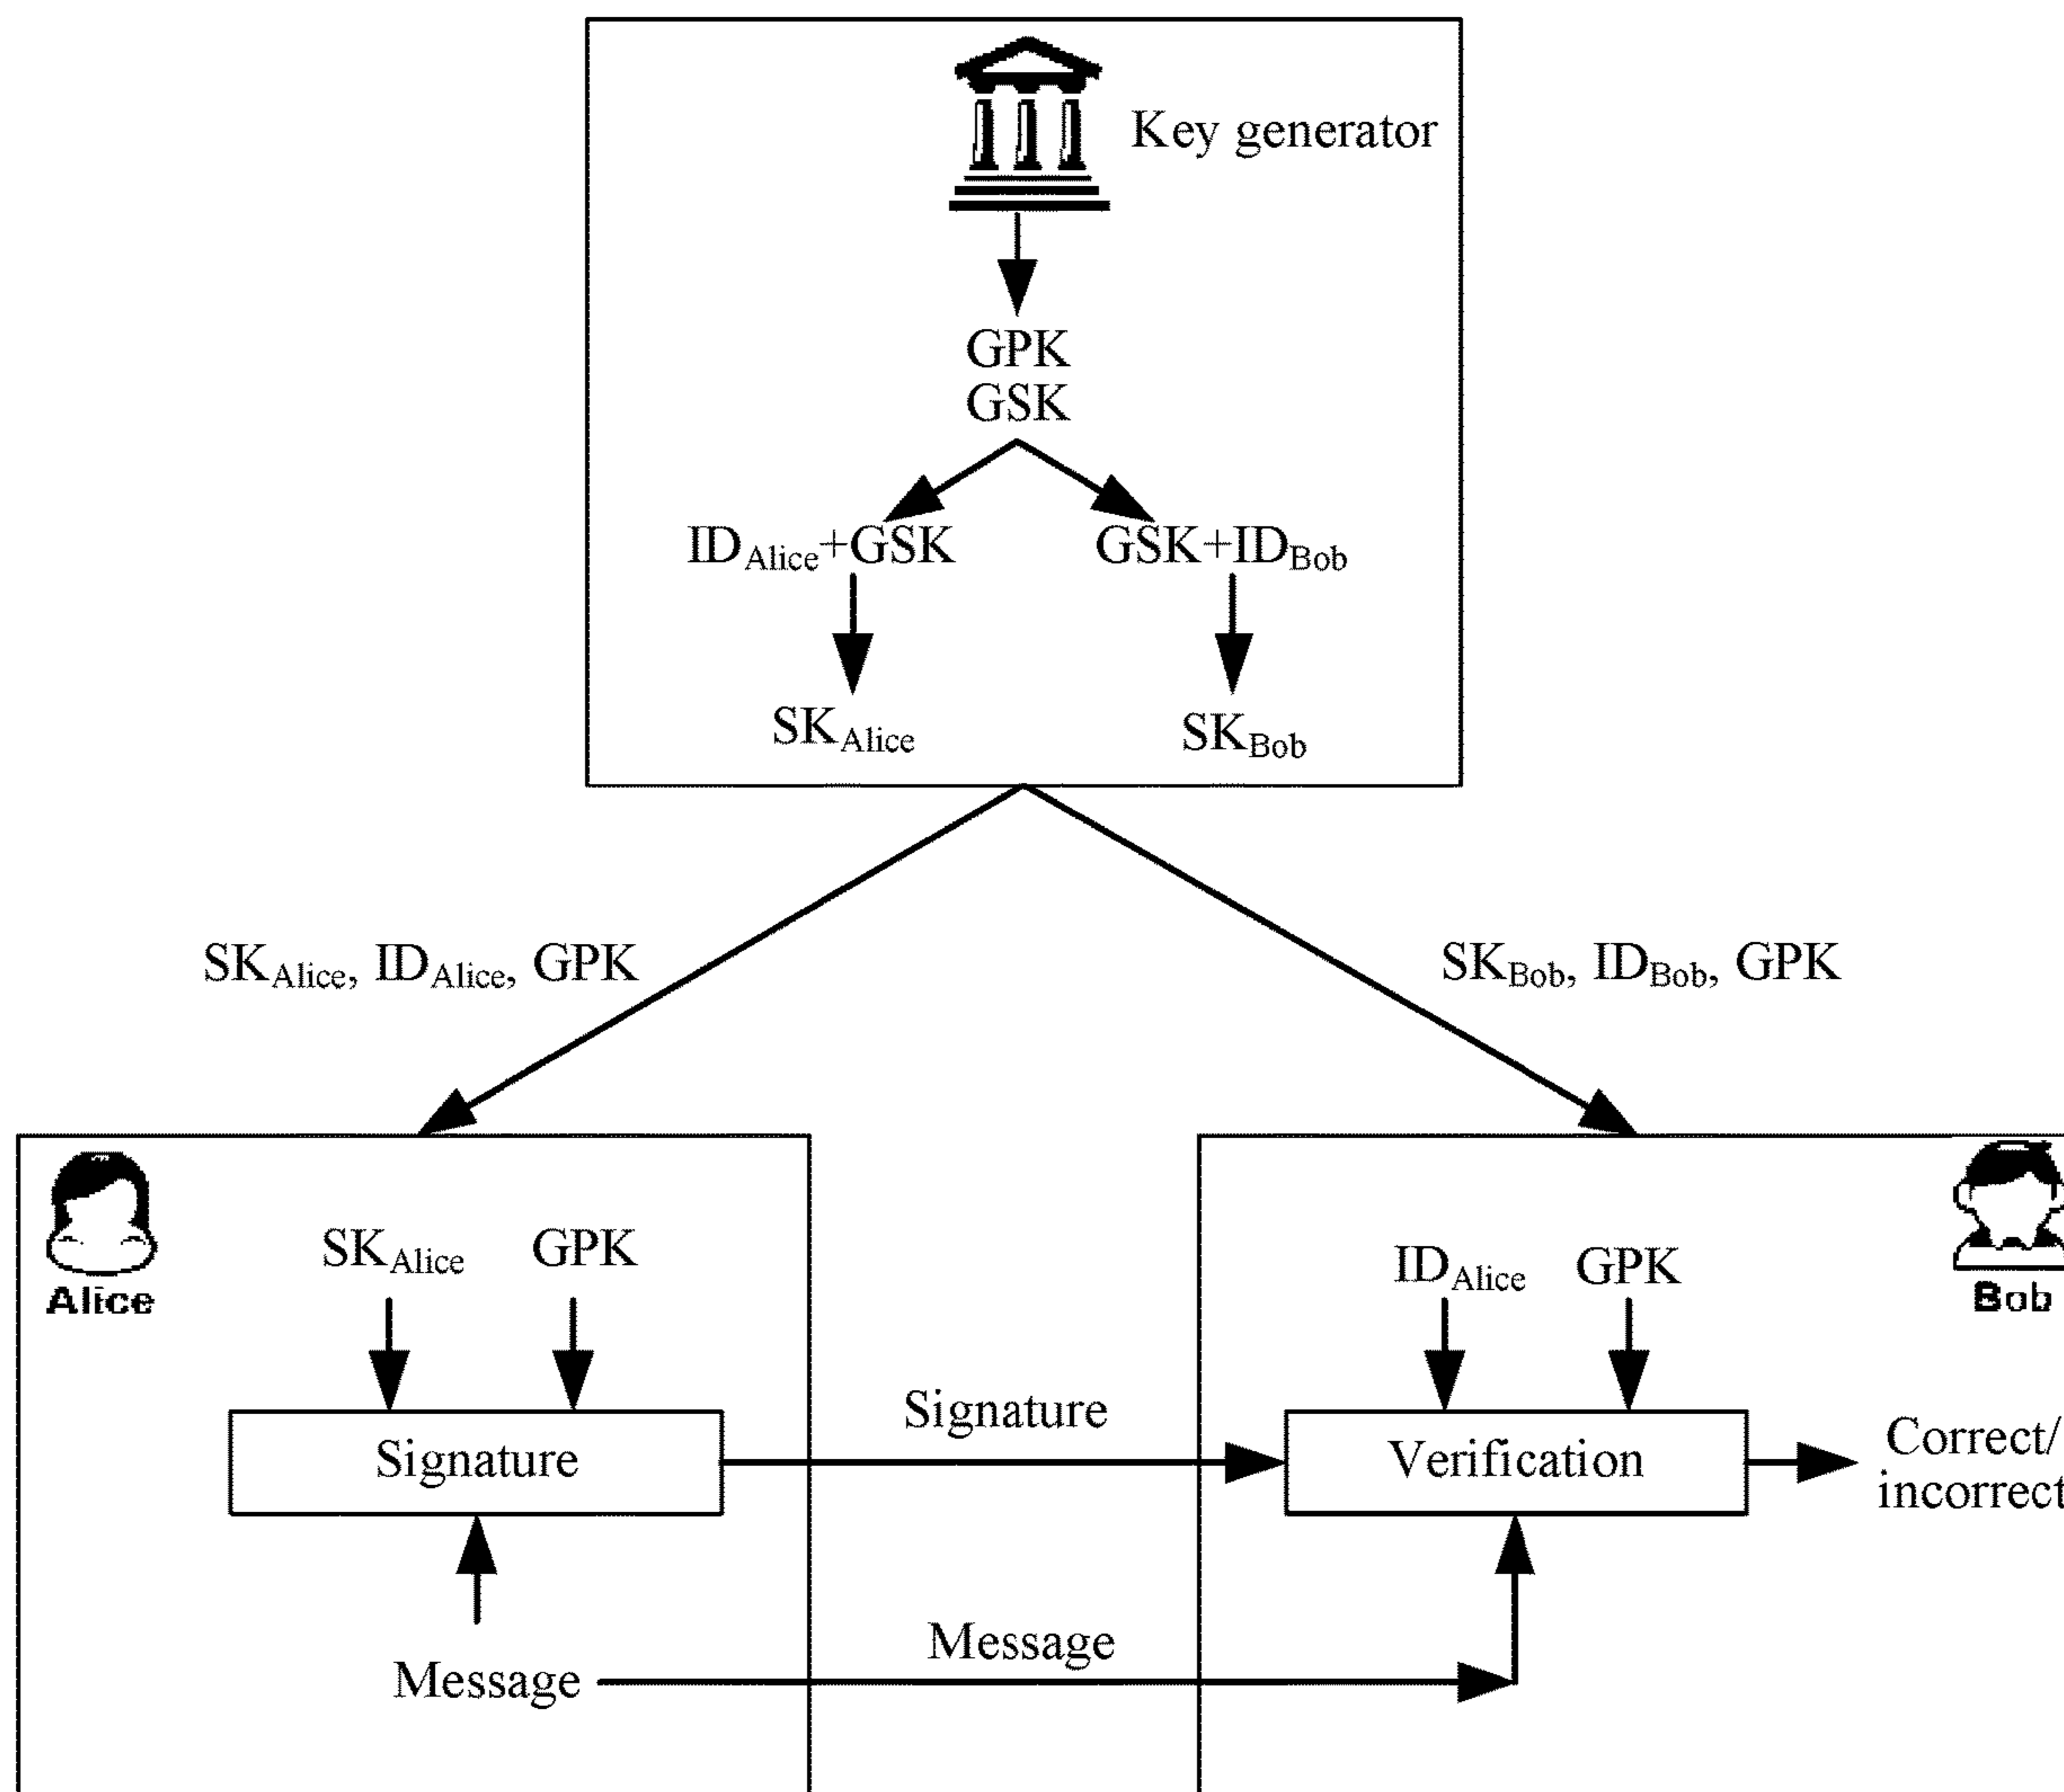 Key generator
GPK
GSK
IDAlice+GSK
GSK+IDBob
SKAlice
SKBob
SKAlice, IDAlice, GPK
SKBob, IDBob, GPK
Alice
SKAlice
GPK
IDAlice
GPK
Bob
Signature
Signature
Verification
Correct/
incorrect
Message
Message